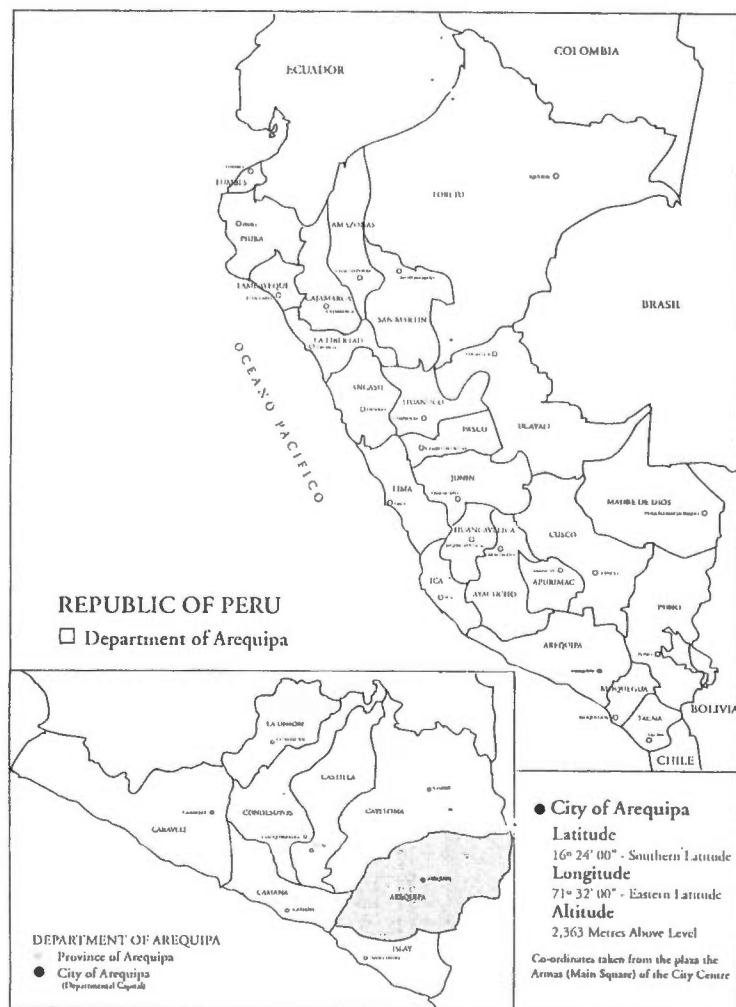 ECUADOR
COLOMBIA
TUMBES
LORETO
AMAZONAS
PIURA
LAMBAYEQUE
CAJAMARCA
SAN MARTIN
BRASIL
LA LIBERTAD
OCEANO PACIFICO
ANCASH
HUANUCO
PASCO
UCAYALI
LIMA
JUNIN
MADRE DE DIOS
HUANCAVELICA
CUSCO
ICA
AYACUCHO
APURIMAC
PUNO
REPUBLIC OF PERU
Department of Arequipa
AREQUIPA
MOQUEGUA
TACNA
BOLIVIA
CHILE
LA UNION
CASTILLA
CONDESUYOS
CAYLLOMA
CARAVELI
AREQUIPA
CAMANA
ISLAY
DEPARTMENT OF AREQUIPA
Province of Arequipa
City of Arequipa
(Departmental Capital)
City of Arequipa
Latitude
16º 24' 00" - Southern Latitude
Longitude
71º 32' 00" - Eastern Latitude
Altitude
2,363 Metres Above Level
Co-ordinates taken from the plaza the
Armas (Main Square) of the City Centre